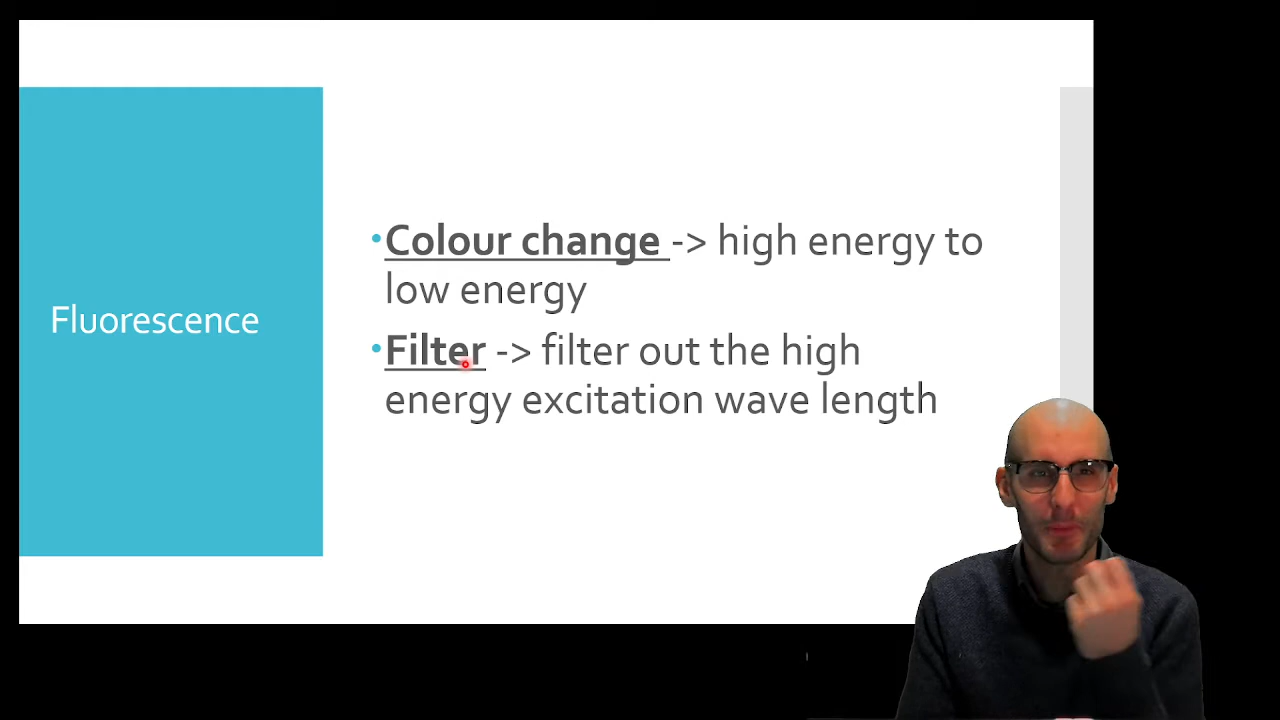 Fluorescence
•Colour change -> high energy to
low energy
•Filter -> filter out the high
energy excitation wave length